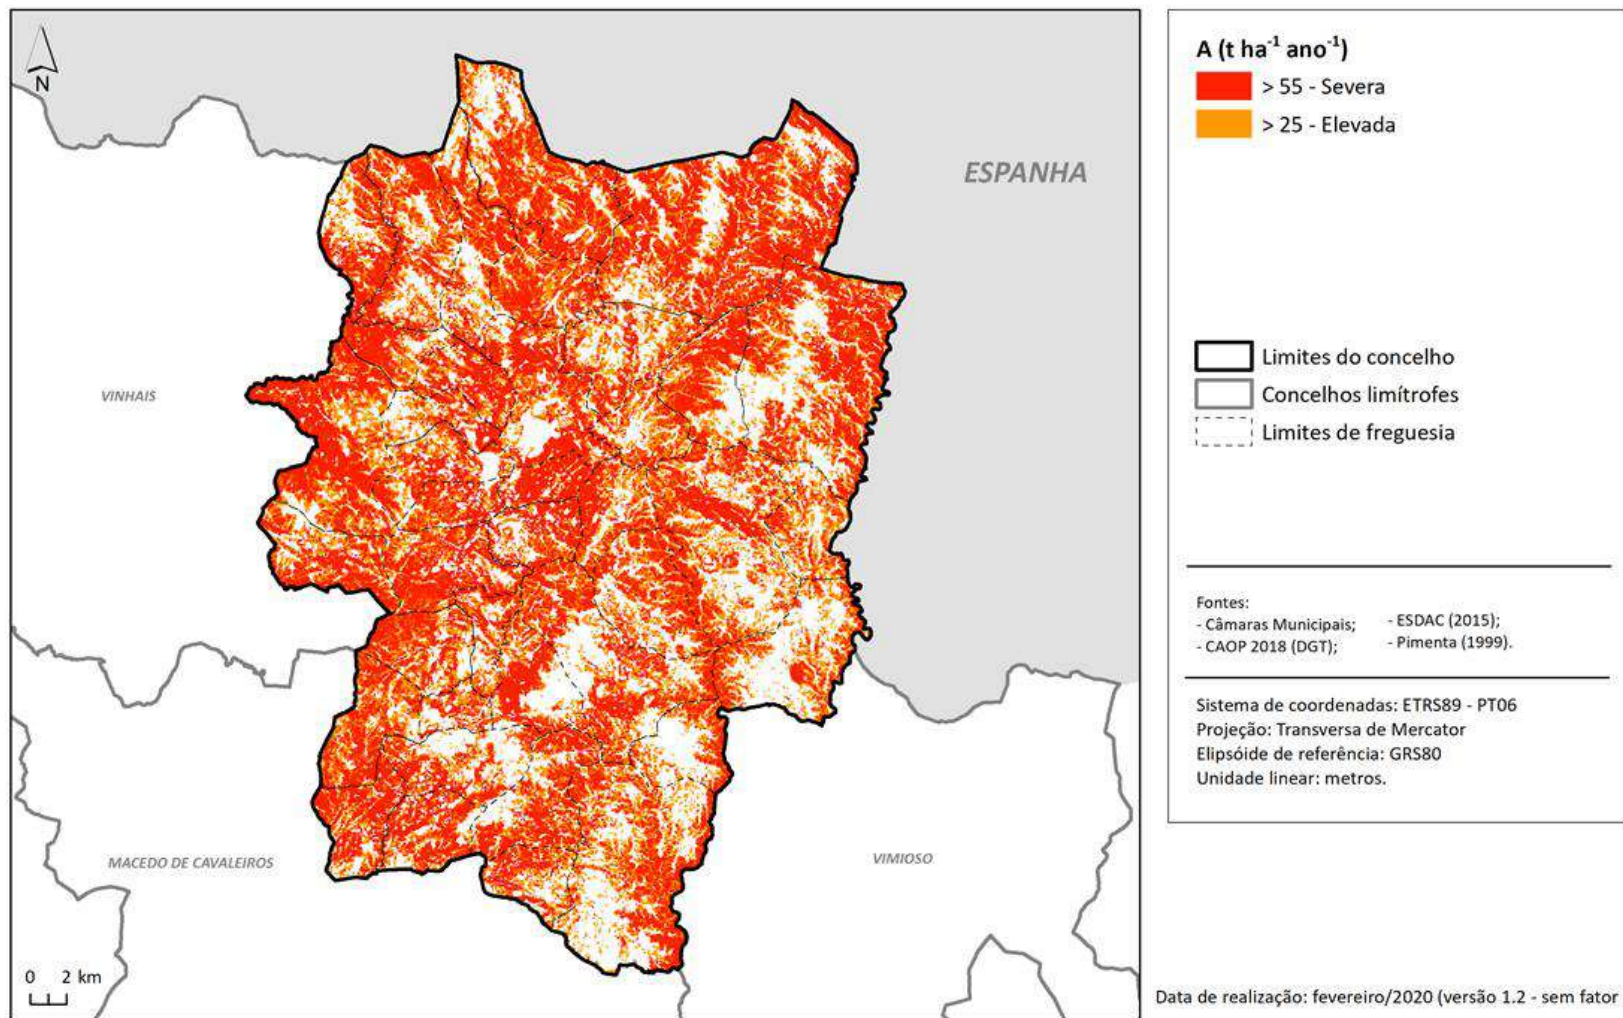 N
ESPANHA
VINHAIS
MACEDO DE CAVALEIROS
VIMIOSO
0 2 km
A (t ha⁻¹ ano⁻¹)
> 55 - Severa
> 25 - Elevada
Limites do concelho
Concelhos limítrofes
Limites de freguesia
Fontes:
- Câmaras Municipais; - ESDAC (2015);
- CAOP 2018 (DGT); - Pimenta (1999).
Sistema de coordenadas: ETRS89 - PT06
Projeção: Transversa de Mercator
Elipsóide de referência: GRS80
Unidade linear: metros.
Data de realização: fevereiro/2020 (versão 1.2 - sem fator